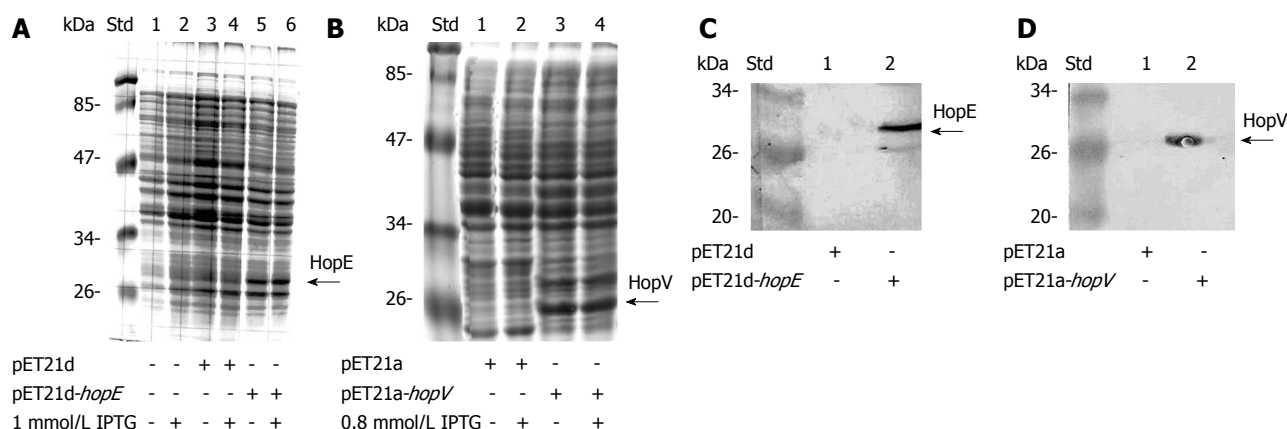 A kDa Std 1 2 3 4 5 6
85-
47-
34-
26-
HopE
pET21d - - + + - -
pET21d-hopE - - - - + +
1 mmol/L IPTG - + - + - +
B kDa Std 1 2 3 4
85-
47-
34-
26-
HopV
pET21a + + - -
pET21a-hopV - - + +
0.8 mmol/L IPTG - + - +
C
kDa Std 1 2
34-
26-
20-
HopE
pET21d + -
pET21d-hopE - +
D
kDa Std 1 2
34-
26-
20-
HopV
pET21a + -
pET21a-hopV - +